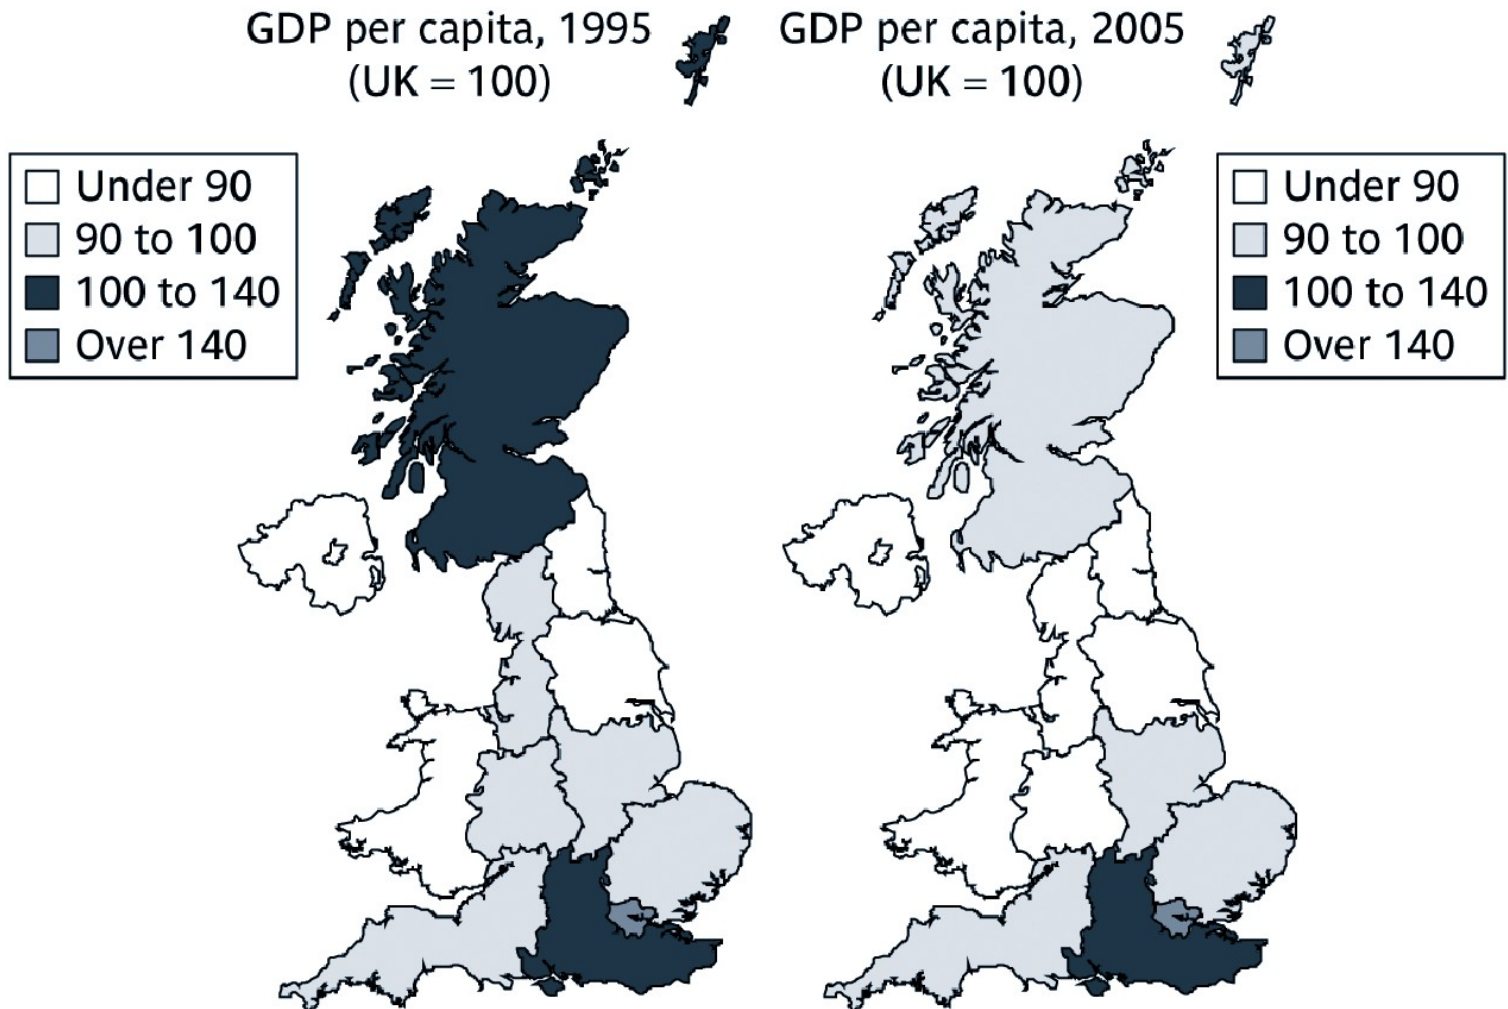 GDP per capita, 1995
(UK = 100)
GDP per capita, 2005
(UK = 100)
Under 90
90 to 100
100 to 140
Over 140
Under 90
90 to 100
100 to 140
Over 140